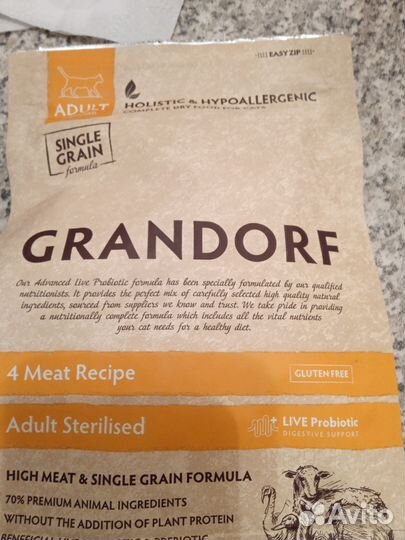 EASY ZIP
ADULT
HOLISTIC & HYPOALLERGENIC
COMPLETE DRY FOOD FOR CATS
SINGLE
GRAIN
formula
GRANDORF
Our Advanced Live Probiotic formula has been specially formulated by our qualified
nutritionists. It provides the perfect mix of carefully selected high quality natural
ingredients, sourced from suppliers we know and trust. We take pride in providing
a nutritionally complete formula which includes all the vital nutrients
your cat needs for a healthy diet.
4 Meat Recipe
GLUTEN FREE
Adult Sterilised
LIVE Probiotic
DIGESTIVE SUPPORT
HIGH MEAT & SINGLE GRAIN FORMULA
70% PREMIUM ANIMAL INGREDIENTS
WITHOUT THE ADDITION OF PLANT PROTEIN
Avito